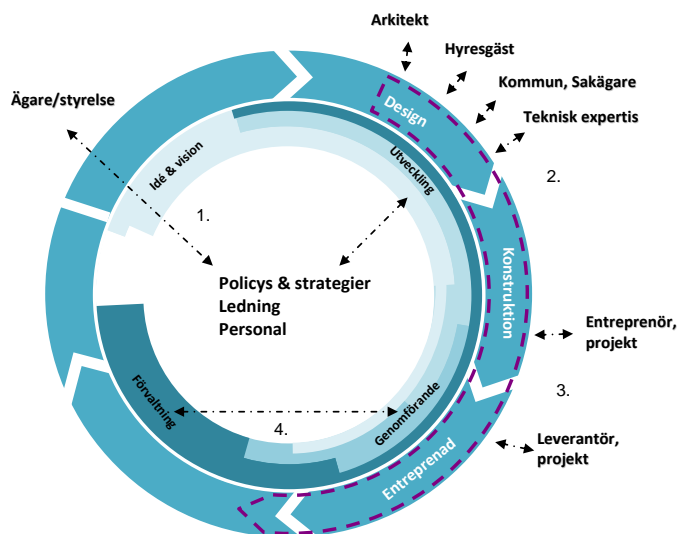 Arkitekt
Hyresgäst
Kommun, Sakägare
Teknisk expertis
Ägare/styrelse
Design
Idé & vision
Utveckling
2.
1.
Policys & strategier
Ledning
Personal
Konstruktion
Entreprenör,
projekt
3.
Förvaltning
4.
Genomförande
Leverantör,
projekt
Entreprenad